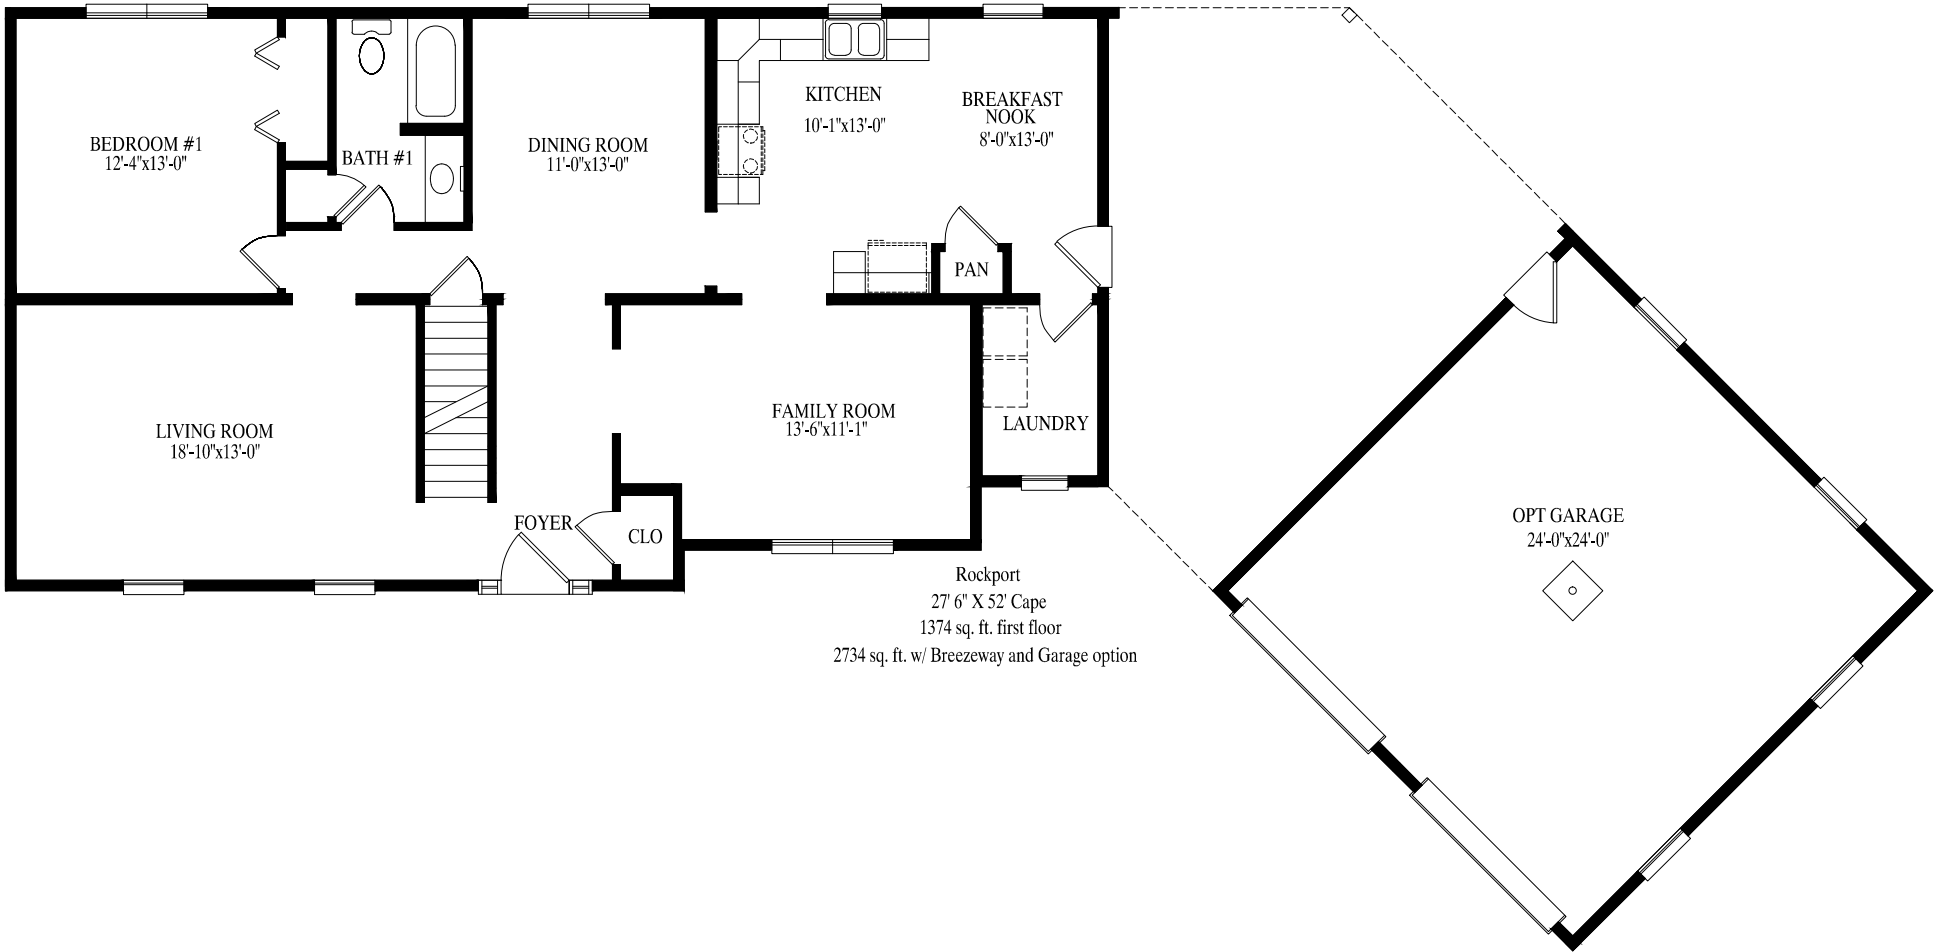 BEDROOM #1
12'-4"x13'-0"
BATH #1
DINING ROOM
11'-0"x13'-0"
KITCHEN
10'-1"x13'-0"
BREAKFAST
NOOK
8'-0"x13'-0"
PAN
LIVING ROOM
18'-10"x13'-0"
FAMILY ROOM
13'-6"x11'-1"
LAUNDRY
FOYER
CLO
OPT GARAGE
24'-0"x24'-0"
Rockport
27' 6" X 52' Cape
1374 sq. ft. first floor
2734 sq. ft. w/ Breezeway and Garage option